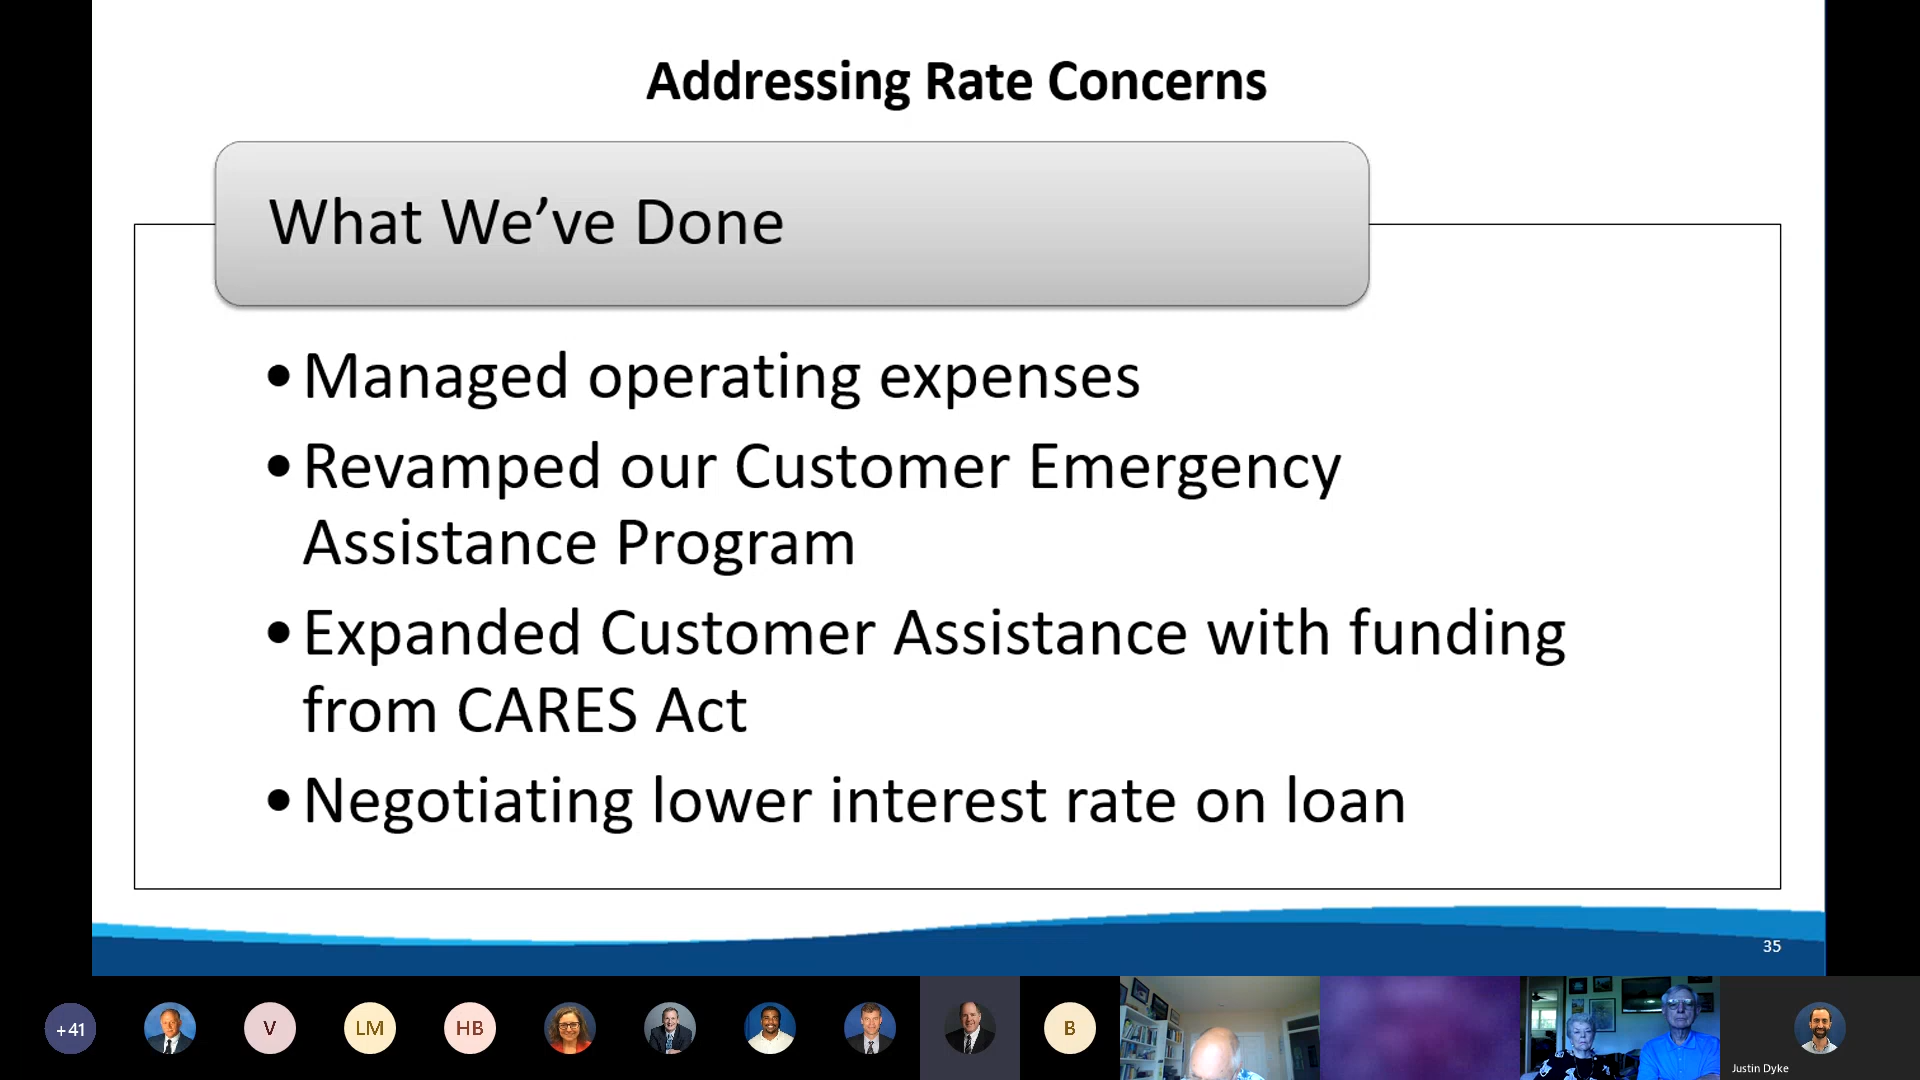 Addressing Rate Concerns
What We’ve Done
•Managed operating expenses
•Revamped our Customer Emergency
Assistance Program
•Expanded Customer Assistance with funding
from CARES Act
•Negotiating lower interest rate on loan
35
+41
V
LM
HB
B
Justin Dyke